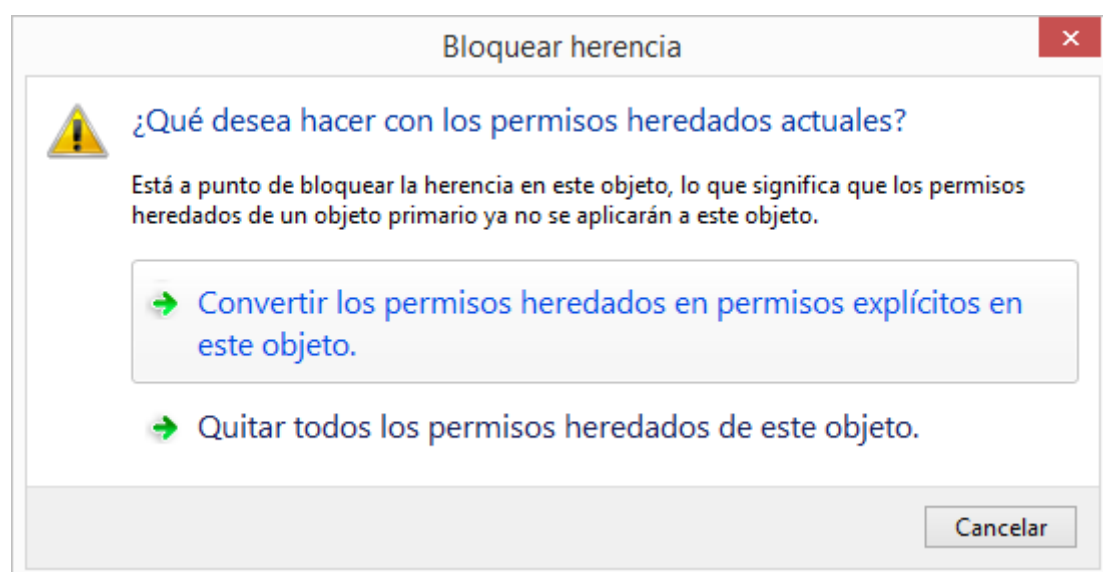 Bloquear herencia
¿Qué desea hacer con los permisos heredados actuales?
Está a punto de bloquear la herencia en este objeto, lo que significa que los permisos
heredados de un objeto primario ya no se aplicarán a este objeto.
Convertir los permisos heredados en permisos explícitos en
este objeto.
Quitar todos los permisos heredados de este objeto.
Cancelar